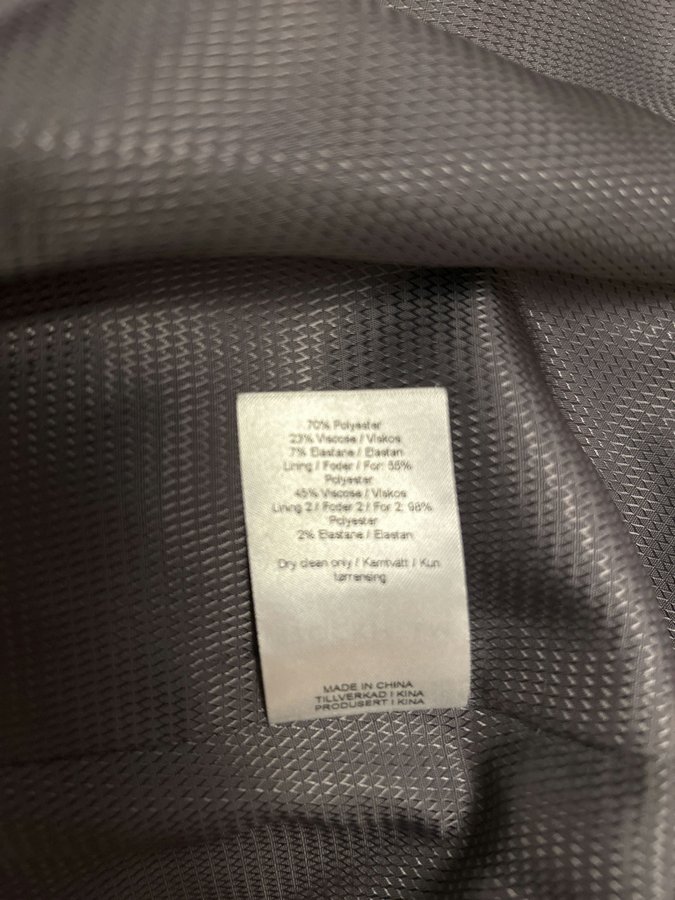 70% Polyester
23% Viscose / Viskos
7% Elastane / Elastan
Lining / Foder / For: 55%
Polyester
45% Viscose / Viskos
Lining 2 / Foder 2 / For 2: 98%
Polyester
2% Elastane / Elastan
Dry clean only / Kemtvätt / Kun
tørrensing
MADE IN CHINA
TILLVERKAD I KINA
PRODUSERT I KINA